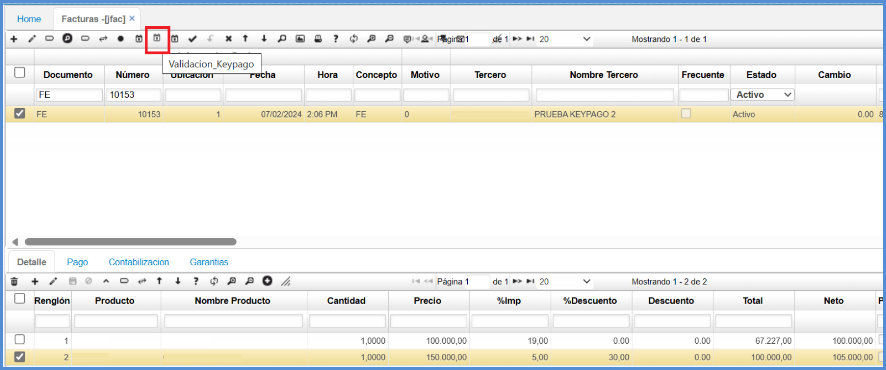 Home Facturas -[jfac] ×
Página 1 de 1 20 Mostrando 1 - 1 de 1
Validacion_Keypago
Documento Número Ubicación Fecha Hora Concepto Motivo Tercero Nombre Tercero Frecuente Estado Cambio
FE 10153 Activo
FE 10153 1 07/02/2024 2:06 PM FE 0 PRUEBA KEYPAGO 2 Activo 0.00 8
Detalle Pago Contabilizacion Garantias
Página 1 de 1 20 Mostrando 1 - 2 de 2
Renglón Producto Nombre Producto Cantidad Precio %Imp %Descuento Descuento Total Neto P
1 1,0000 100.000,00 19,00 0.00 0.00 67.227,00 100.000,00
2 1,0000 150.000,00 5,00 30,00 0.00 100.000,00 105.000,00